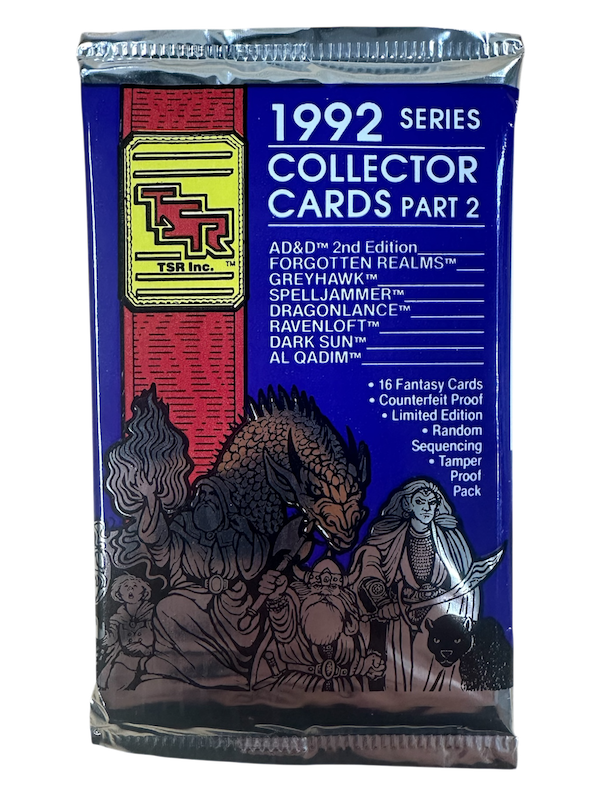 1992 SERIES
COLLECTOR
CARDS PART 2
TSR
TSR Inc. ™
AD&D™ 2nd Edition
FORGOTTEN REALMS™
GREYHAWK™
SPELLJAMMER™
DRAGONLANCE™
RAVENLOFT™
DARK SUN™
AL QADIM™
• 16 Fantasy Cards
• Counterfeit Proof
• Limited Edition
• Random
Sequencing
• Tamper
Proof
Pack